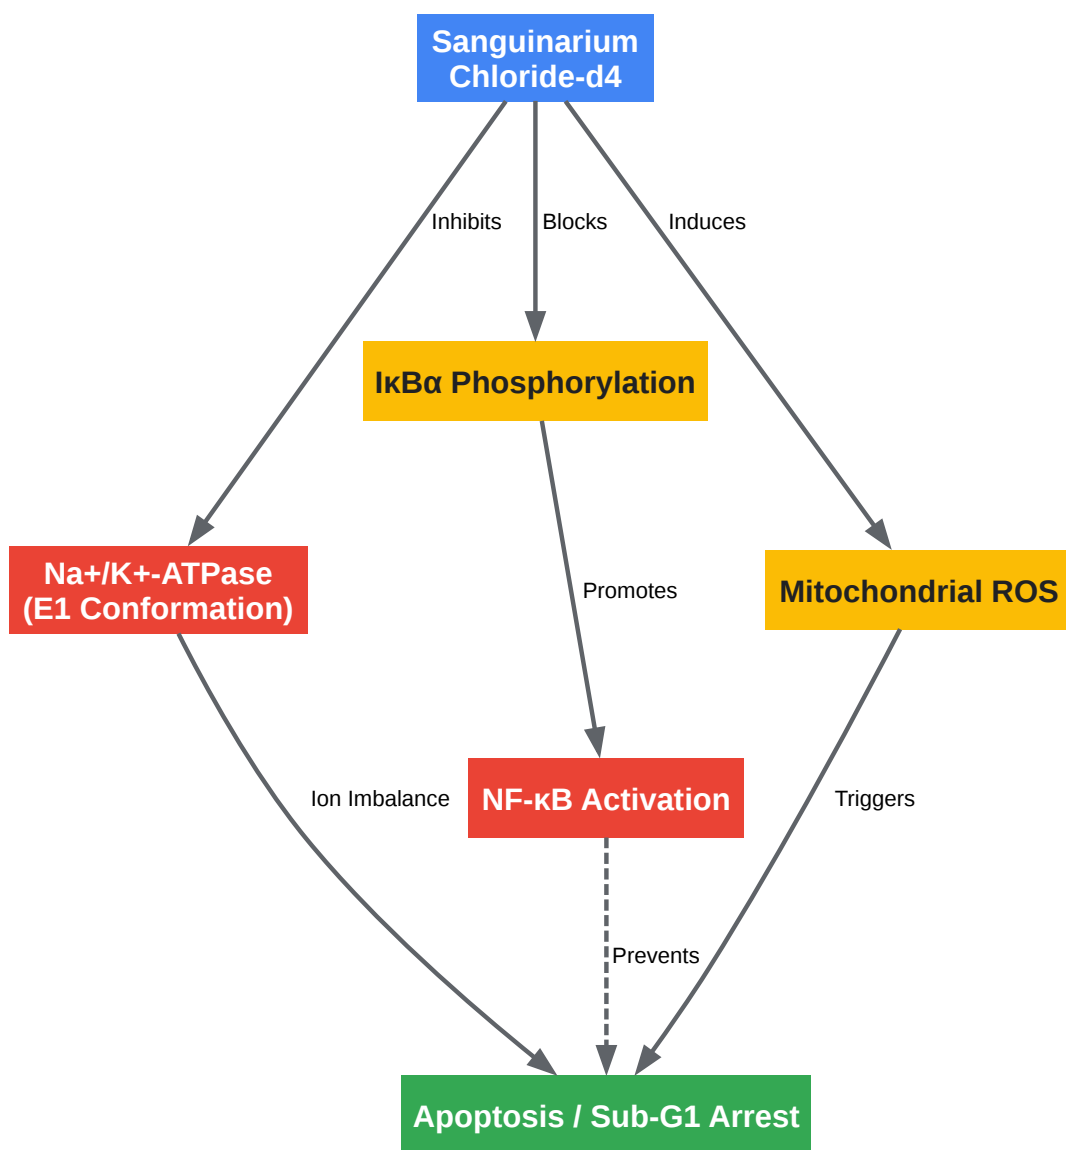 Sanguinarium
Chloride-d4
Inhibits
Blocks
Induces
IκBα Phosphorylation
Na+/K+-ATPase
(E1 Conformation)
Promotes
Mitochondrial ROS
Ion Imbalance
NF-κB Activation
Triggers
Prevents
Apoptosis / Sub-G1 Arrest